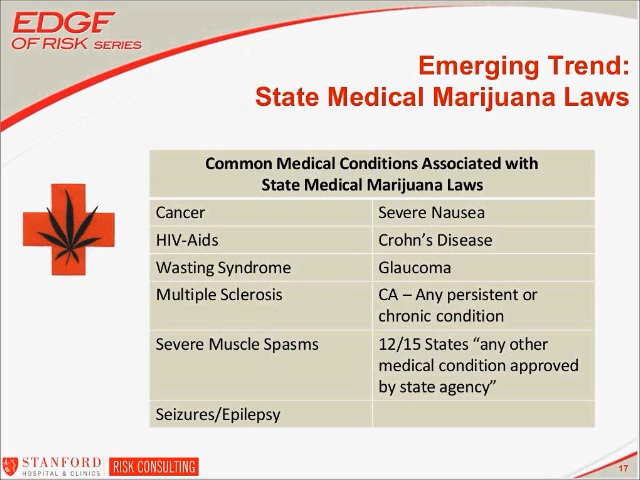 EDGE
OF RISK SERIES
Emerging Trend:
State Medical Marijuana Laws
Common Medical Conditions Associated with
State Medical Marijuana Laws
Cancer
Severe Nausea
HIV-Aids
Crohn's Disease
Wasting Syndrome
Glaucoma
Multiple Sclerosis
CA – Any persistent or
chronic condition
Severe Muscle Spasms
12/15 States “any other
medical condition approved
by state agency”
Seizures/Epilepsy
STANFORD
HOSPITAL & CLINICS
RISK CONSULTING
17